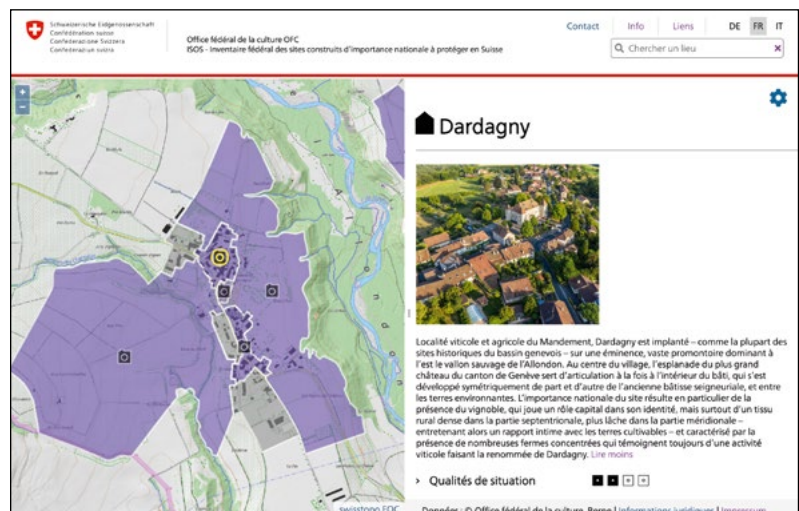 Schweizerische Eidgenossenschaft
Confédération suisse
Confederazione Svizzera
Confederaziun svizra
Office fédéral de la culture OFC
ISOS - Inventaire fédéral des sites construits d'importance nationale à protéger en Suisse
Contact Info Liens DE FR IT
Chercher un lieu
Dardagny
Localité viticole et agricole du Mandement, Dardagny est implanté – comme la plupart des
sites historiques du bassin genevois – sur une éminence, vaste promontoire dominant à
l'est le vallon sauvage de l'Allondon. Au centre du village, l'esplanade du plus grand
château du canton de Genève sert d'articulation à la fois à l'intérieur du bâti, qui s'est
développé symétriquement de part et d'autre de l'ancienne bâtisse seigneuriale, et entre
les terres environnantes. L'importance nationale du site résulte en particulier de la
présence du vignoble, qui joue un rôle capital dans son identité, mais surtout d'un tissu
rural dense dans la partie septentrionale, plus lâche dans la partie méridionale –
entretenant alors un rapport intime avec les terres cultivables – et caractérisé par la
présence de nombreuses fermes concentrées qui témoignent toujours d'une activité
viticole faisant la renommée de Dardagny. Lire moins
› Qualités de situation
swisstopo FOC
Données : © Office fédéral de la culture, Berne | Informations juridiques | Impressum